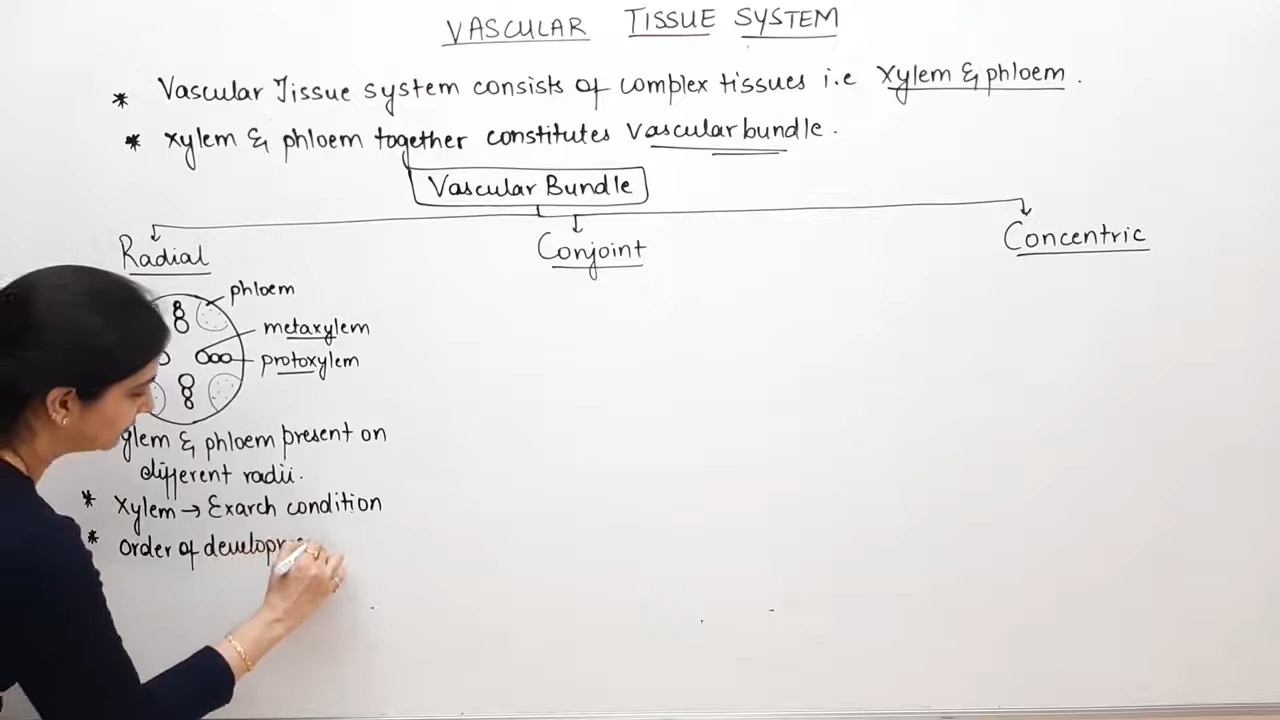 VASCULAR TISSUE SYSTEM
* Vascular Tissue system consists of complex tissues i.e Xylem & phloem.
* Xylem & phloem together constitutes Vascular bundle.
Vascular Bundle
Radial
Conjoint
Concentric
phloem
metaxylem
protoxylem
& phloem present on
different radii.
* Xylem → Exarch condition
* Order of